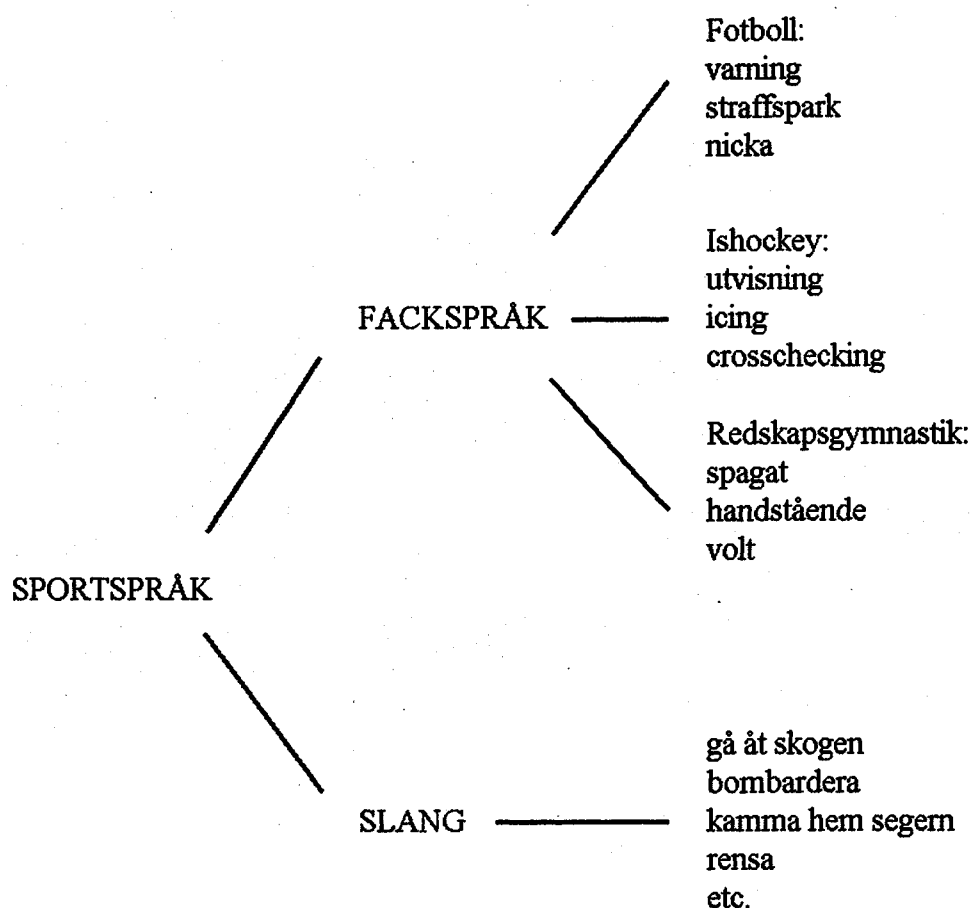 Fotboll:
varning
straffspark
nicka
Ishockey:
utvisning
FACKSPRÅK
icing
crosschecking
Redskapsgymnastik:
spagat
handstående
volt
SPORTSPRÅK
gå åt skogen
bombardera
SLANG
kamma hem segern
rensa
etc.